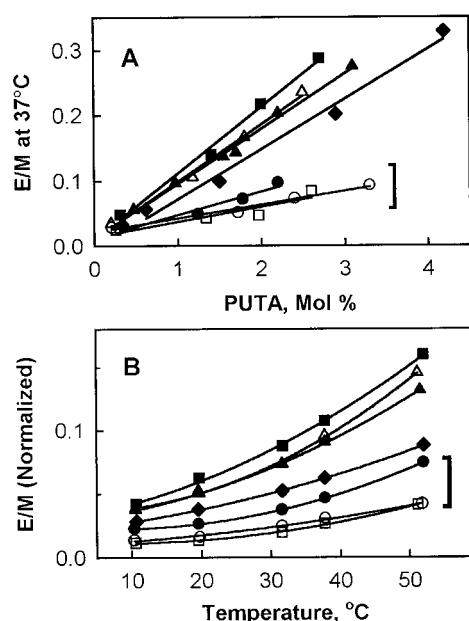 A
E/M at 37°C
0.3
0.2
0.1
0.0
0 1 2 3 4
PUTA, Mol %
B
E/M (Normalized)
0.1
0.0
10 20 30 40 50
Temperature, °C